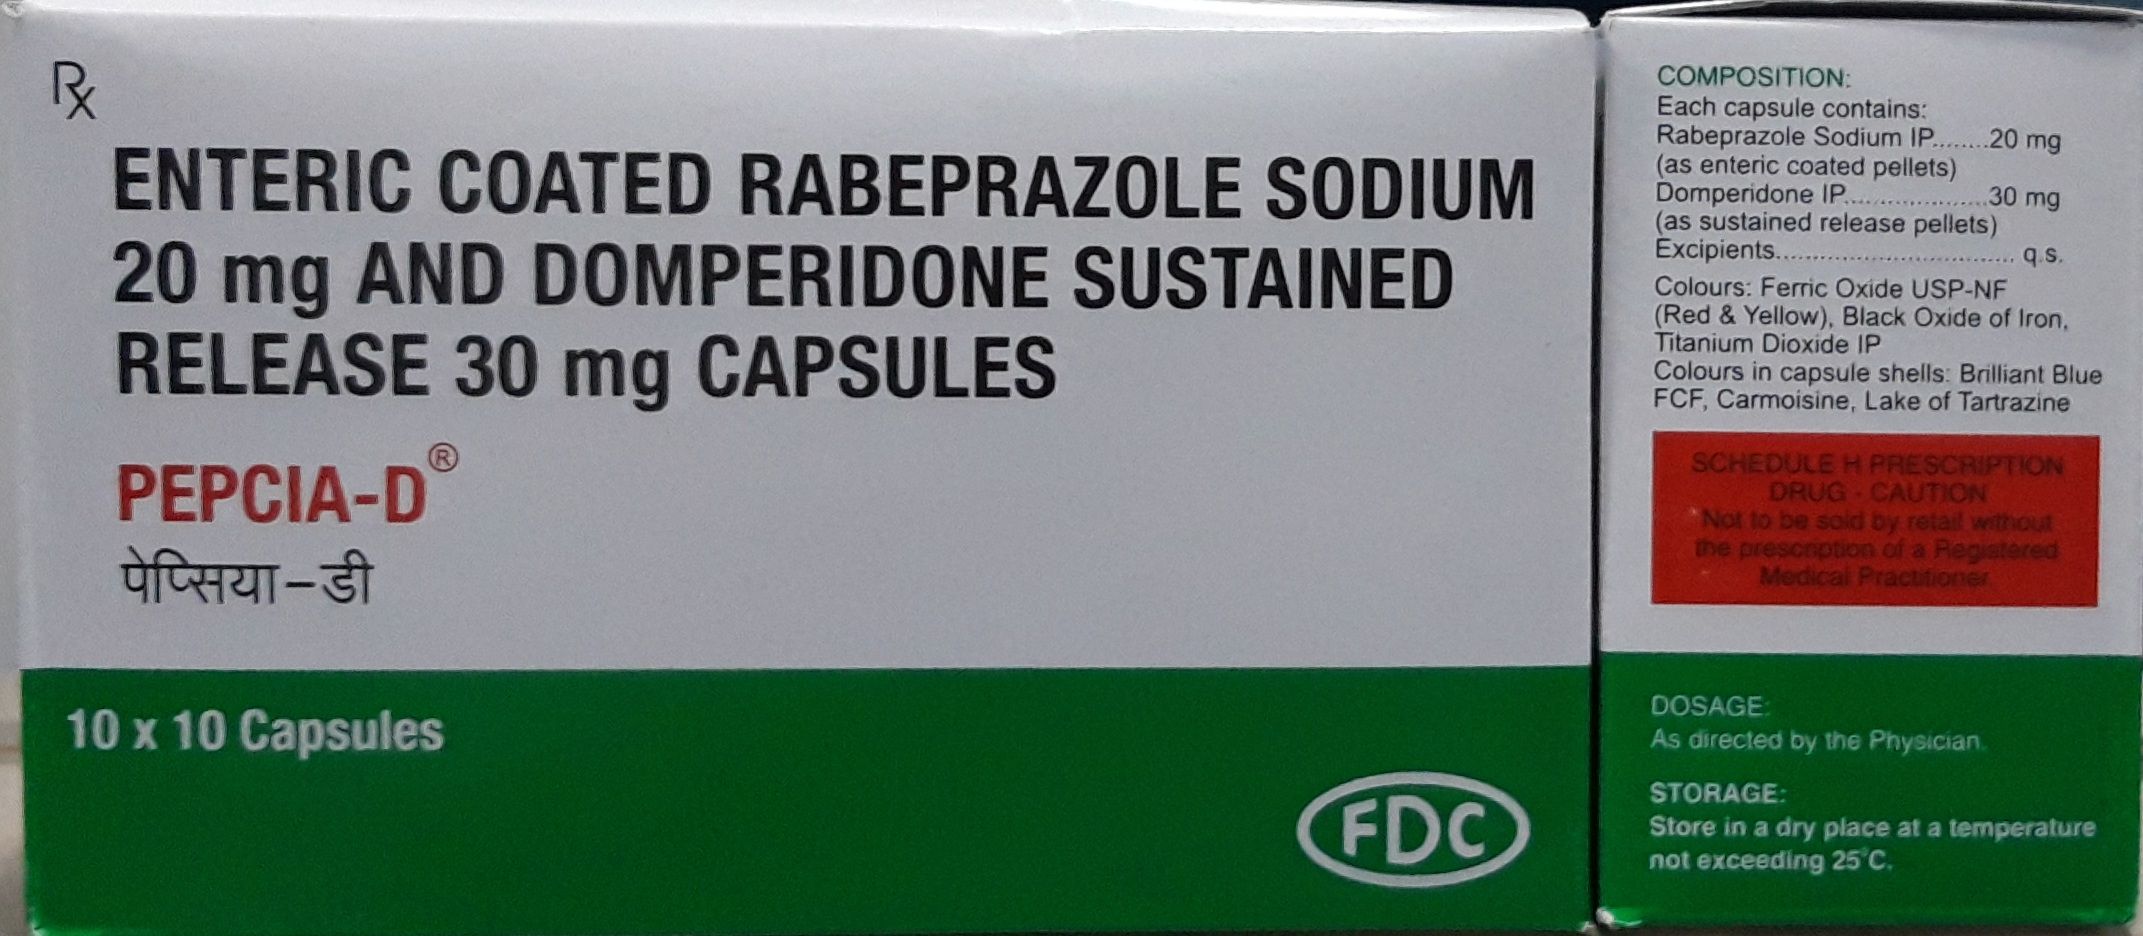 Rx
ENTERIC COATED RABEPRAZOLE SODIUM
20 mg AND DOMPERIDONE SUSTAINED
RELEASE 30 mg CAPSULES
PEPCIA-D®
पेप्सिया-डी
10 x 10 Capsules
FDC
COMPOSITION:
Each capsule contains:
Rabeprazole Sodium IP........20 mg
(as enteric coated pellets)
Domperidone IP....................30 mg
(as sustained release pellets)
Excipients................................. q.s.
Colours: Ferric Oxide USP-NF
(Red & Yellow), Black Oxide of Iron,
Titanium Dioxide IP
Colours in capsule shells: Brilliant Blue
FCF, Carmoisine, Lake of Tartrazine
SCHEDULE H PRESCRIPTION
DRUG - CAUTION
Not to be sold by retail without
the prescription of a Registered
Medical Practitioner.
DOSAGE:
As directed by the Physician.
STORAGE:
Store in a dry place at a temperature
not exceeding 25°C.